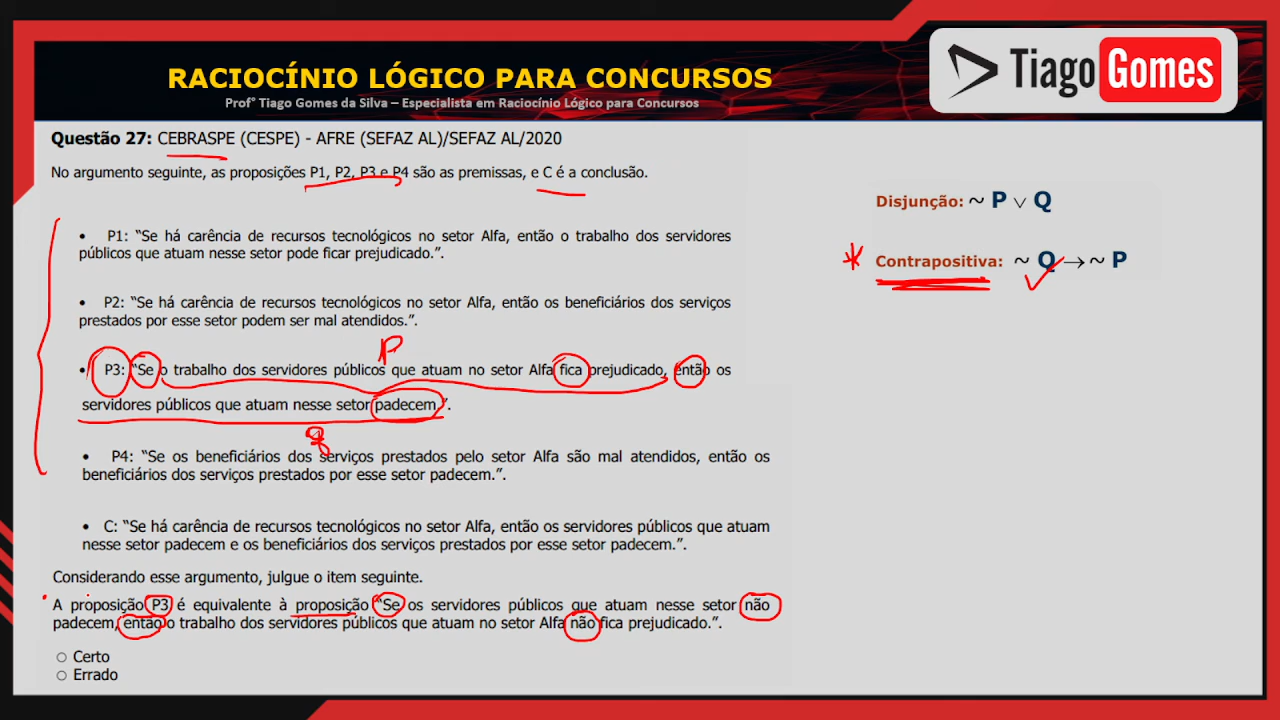 RACIOCÍNIO LÓGICO PARA CONCURSOS
Prof° Tiago Gomes da Silva – Especialista em Raciocínio Lógico para Concursos
Tiago Gomes
Questão 27: CEBRASPE (CESPE) - AFRE (SEFAZ AL)/SEFAZ AL/2020
No argumento seguinte, as proposições P1, P2, P3 e P4 são as premissas, e C é a conclusão.
• P1: “Se há carência de recursos tecnológicos no setor Alfa, então o trabalho dos servidores
públicos que atuam nesse setor pode ficar prejudicado.”.
• P2: “Se há carência de recursos tecnológicos no setor Alfa, então os beneficiários dos serviços
prestados por esse setor podem ser mal atendidos.”.
P
• P3: “Se o trabalho dos servidores públicos que atuam no setor Alfa fica prejudicado, então os
servidores públicos que atuam nesse setor padecem.”.
q
• P4: “Se os beneficiários dos serviços prestados pelo setor Alfa são mal atendidos, então os
beneficiários dos serviços prestados por esse setor padecem.”.
• C: “Se há carência de recursos tecnológicos no setor Alfa, então os servidores públicos que atuam
nesse setor padecem e os beneficiários dos serviços prestados por esse setor padecem.”.
Considerando esse argumento, julgue o item seguinte.
A proposição P3 é equivalente à proposição “Se os servidores públicos que atuam nesse setor não
padecem, então o trabalho dos servidores públicos que atuam no setor Alfa não fica prejudicado.”.
○ Certo
○ Errado
Disjunção: ~ P ∨ Q
* Contrapositiva: ~ Q → ~ P